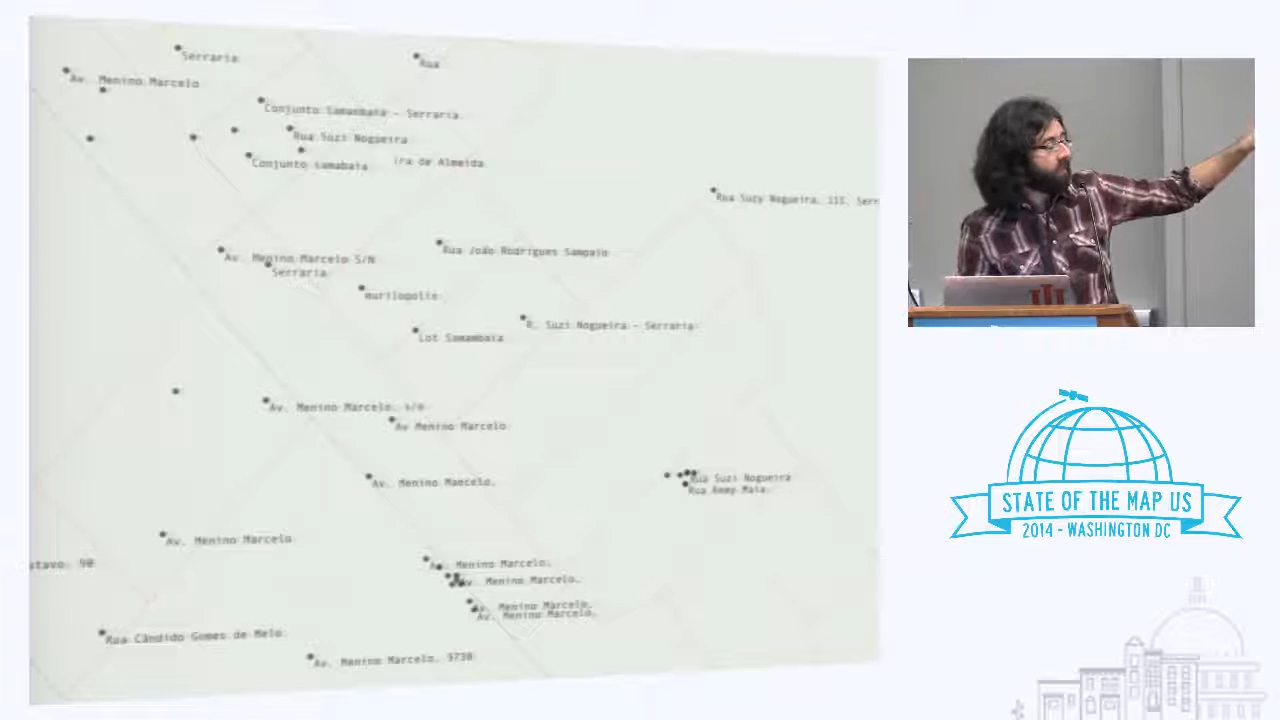 Serraria
Rua
Av. Menino Marcelo
Conjunto Samambaia - Serraria
Rua Suzi Nogueira
Conjunto samabaia
ira de Almeida
Rua Suzy Nogueira, 111, Serr
Av. Menino Marcelo S/N
Serraria
Rua João Rodrigues Sampaio
murilopolis
R. Suzi Nogueira - Serraria
Lot Samambaia
Av. Menino Marcelo, s/n
Av Menino Marcelo
Rua Suzi Nogueira
Rua Anny Maia
Av. Menino Maecelo,
Av. Menino Marcelo
stavo, 90
Av. Menino Marcelo,
Av. Menino Marcelo,
Av. Menino Marcelo,
Av. Menino Marcelo,
Rua Cândido Gomes de Melo
Av. Menino Marcelo, 9730
STATE OF THE MAP US
2014 - WASHINGTON DC